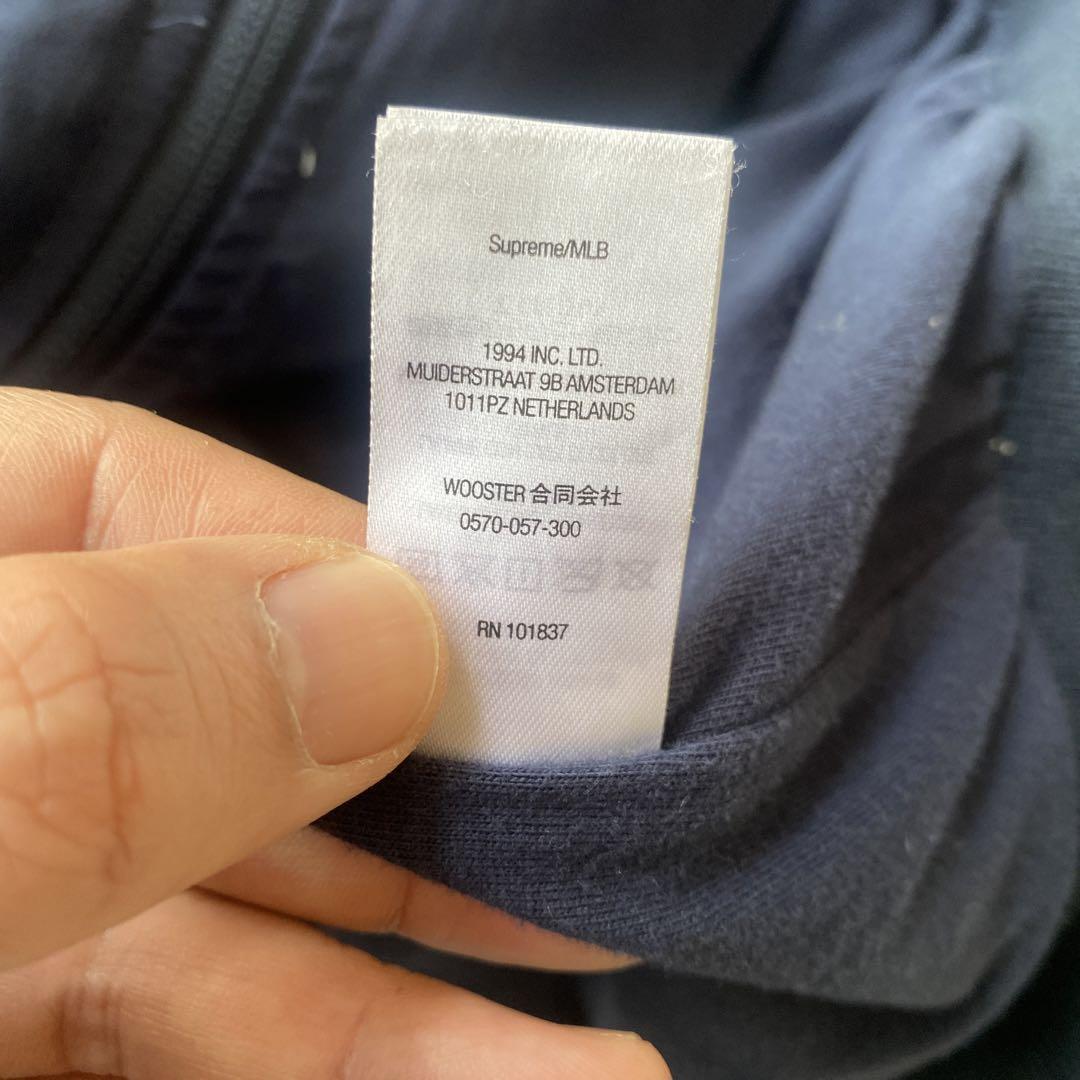 Supreme/MLB
1994 INC. LTD.
MUIDERSTRAAT 9B AMSTERDAM
1011PZ NETHERLANDS
WOOSTER 合同会社
0570-057-300
RN 101837